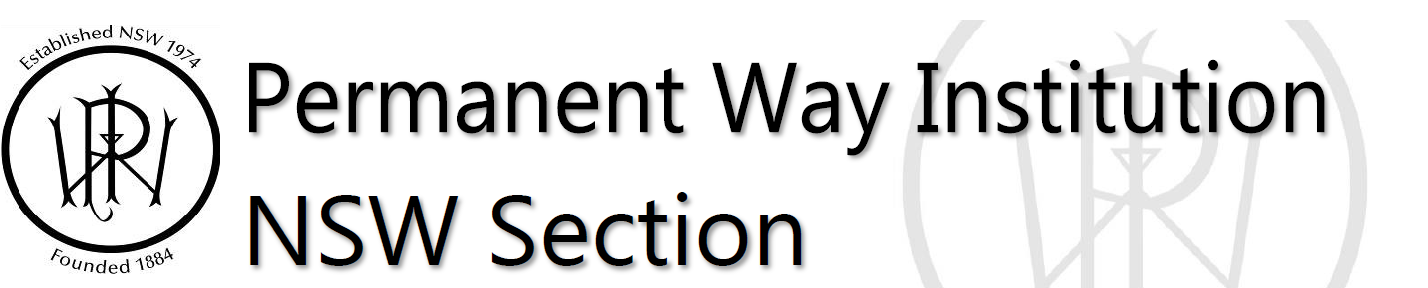 Established NSW 1974
Permanent Way Institution
NSW Section
Founded 1884